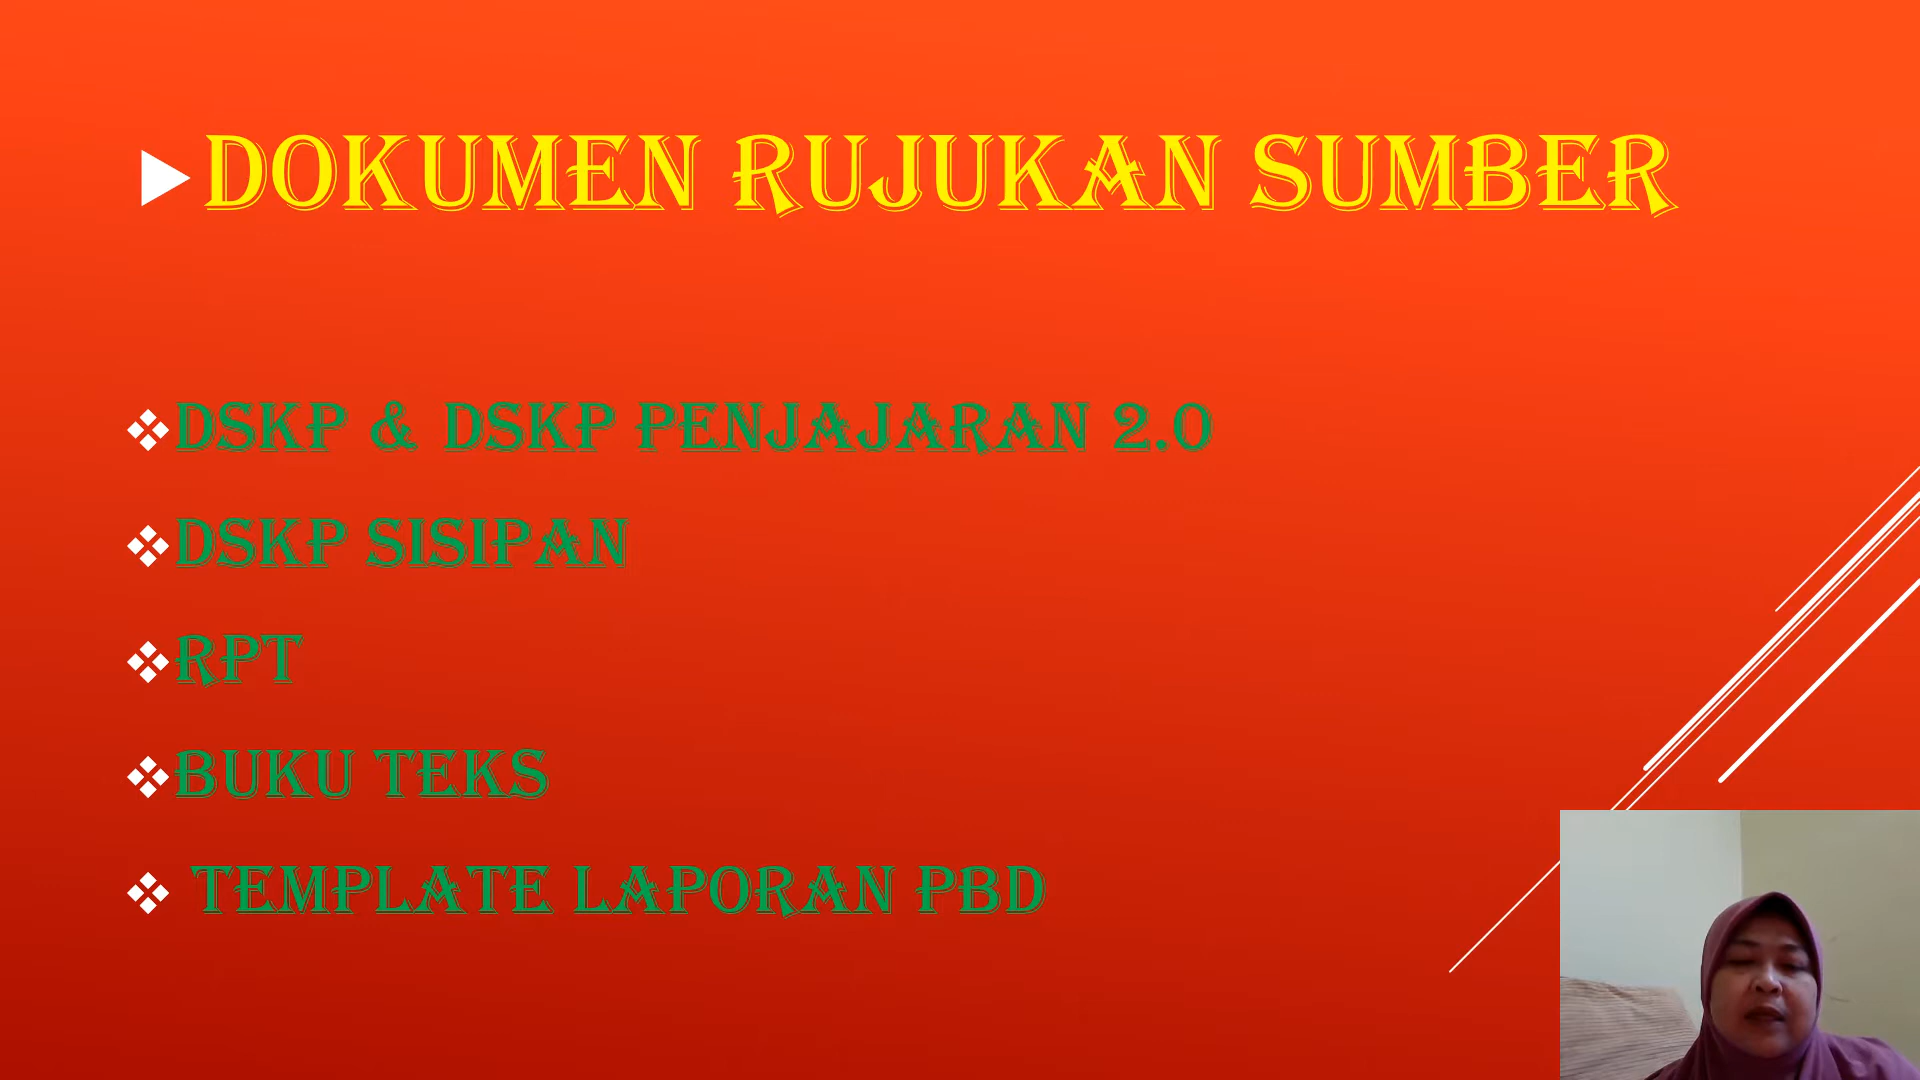 DOKUMEN RUJUKAN SUMBER
DSKP & DSKP PENJAJARAN 2.0
DSKP SISIPAN
RPT
BUKU TEKS
TEMPLATE LAPORAN PBD